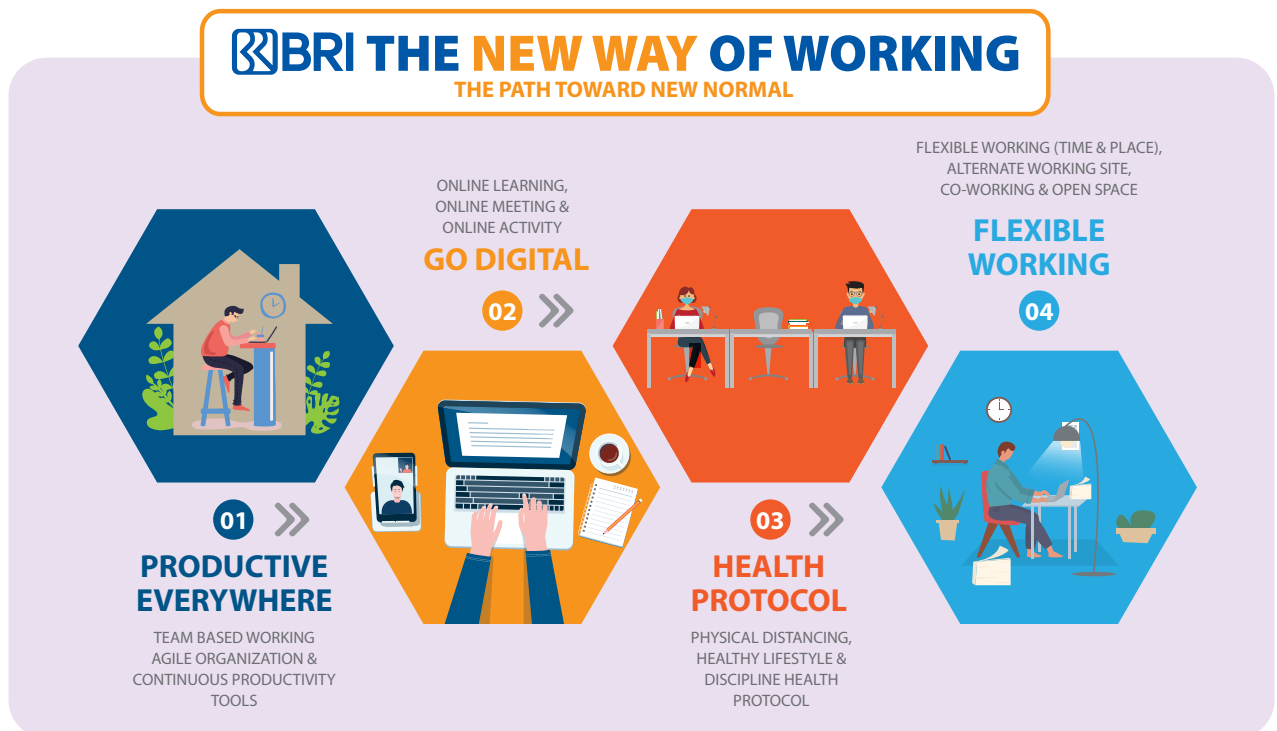 BRI THE NEW WAY OF WORKING
THE PATH TOWARD NEW NORMAL
01
PRODUCTIVE
EVERYWHERE
TEAM BASED WORKING
AGILE ORGANIZATION &
CONTINUOUS PRODUCTIVITY
TOOLS
ONLINE LEARNING,
ONLINE MEETING &
ONLINE ACTIVITY
GO DIGITAL
02
03
HEALTH
PROTOCOL
PHYSICAL DISTANCING,
HEALTHY LIFESTYLE &
DISCIPLINE HEALTH
PROTOCOL
FLEXIBLE WORKING (TIME & PLACE),
ALTERNATE WORKING SITE,
CO-WORKING & OPEN SPACE
FLEXIBLE
WORKING
04